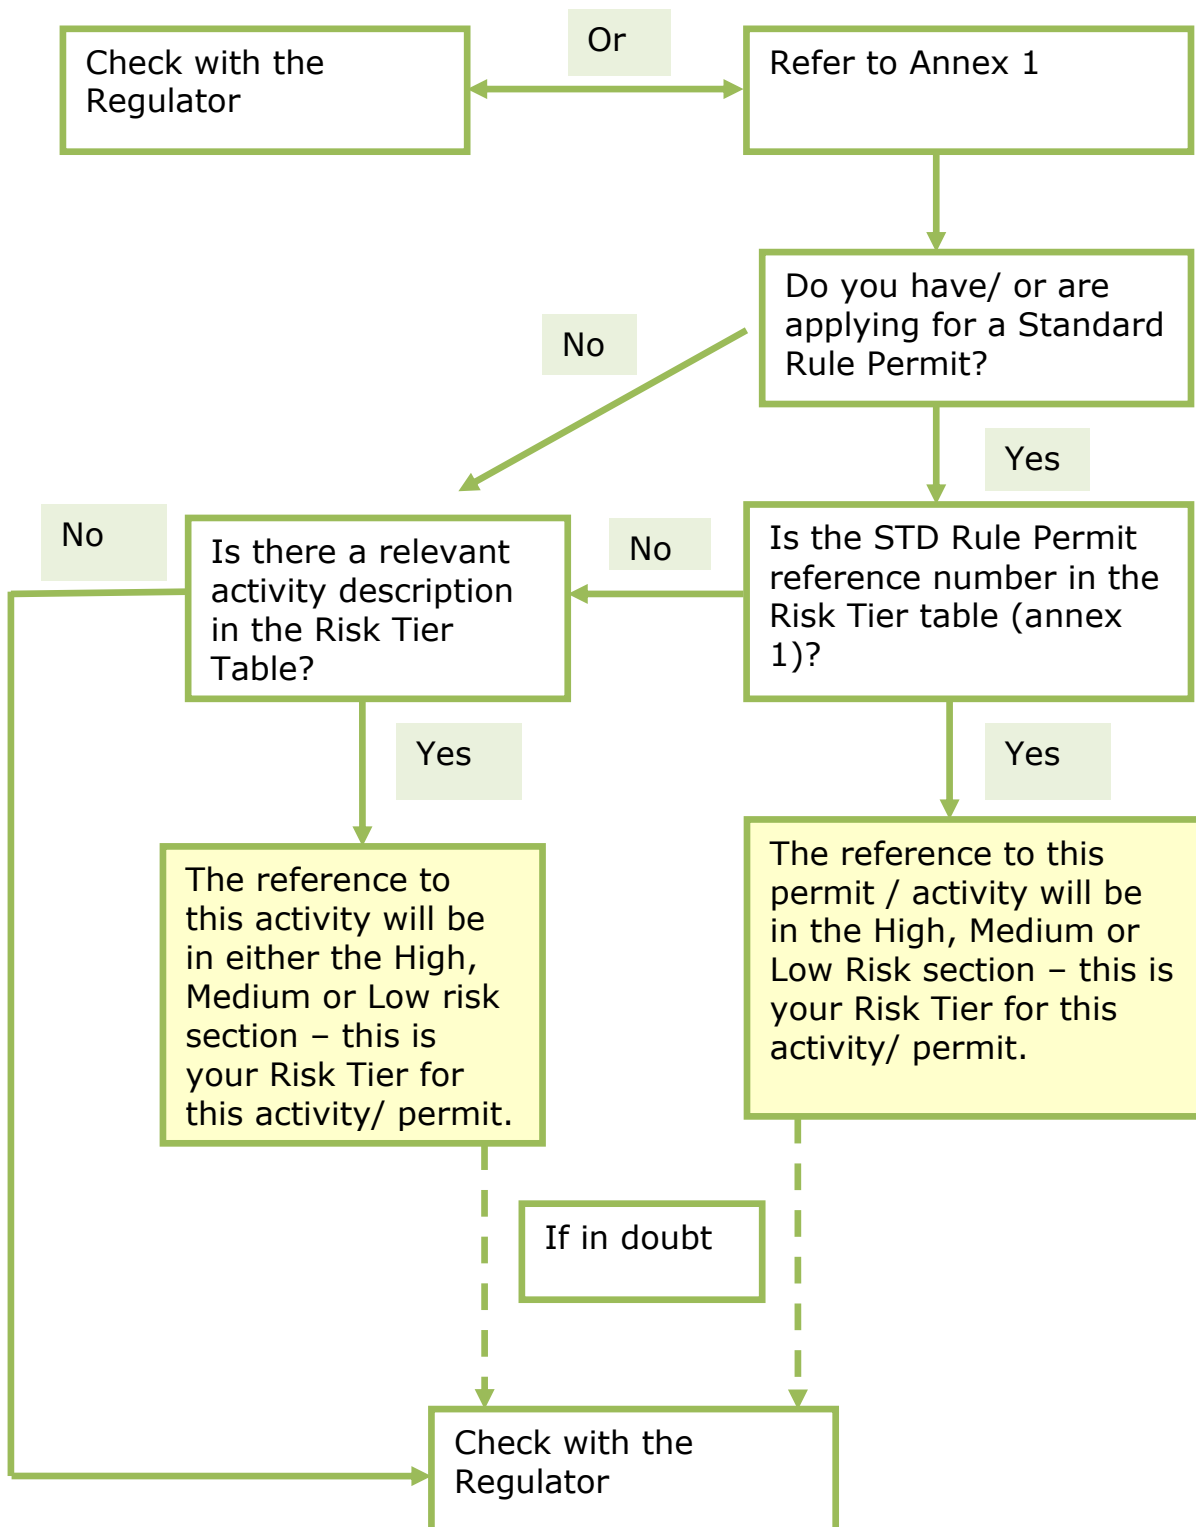 Or
Check with the
Regulator
Refer to Annex 1
Do you have/ or are
applying for a Standard
Rule Permit?
No
Yes
No
Is there a relevant
activity description
in the Risk Tier
Table?
No
Is the STD Rule Permit
reference number in the
Risk Tier table (annex
1)?
Yes
Yes
The reference to
this activity will be
in either the High,
Medium or Low risk
section – this is
your Risk Tier for
this activity/ permit.
The reference to this
permit / activity will be
in the High, Medium or
Low Risk section – this is
your Risk Tier for this
activity/ permit.
If in doubt
Check with the
Regulator